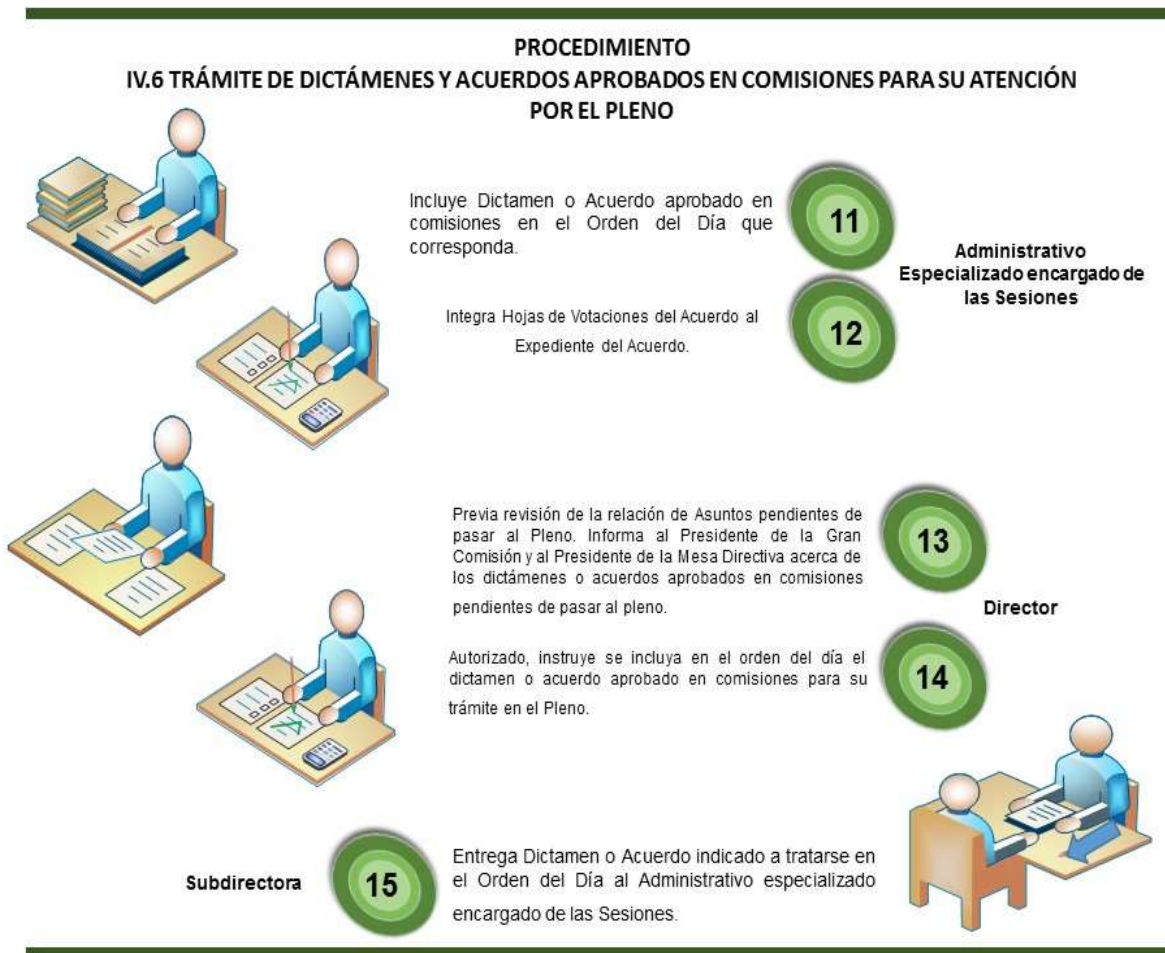 PROCEDIMIENTO
IV.6 TRÁMITE DE DICTÁMENES Y ACUERDOS APROBADOS EN COMISIONES PARA SU ATENCIÓN
POR EL PLENO
Incluye Dictamen o Acuerdo aprobado en
comisiones en el Orden del Día que
corresponda.
11
Administrativo
Especializado encargado de
las Sesiones
Integra Hojas de Votaciones del Acuerdo al
Expediente del Acuerdo.
12
Previa revisión de la relación de Asuntos pendientes de
pasar al Pleno. Informa al Presidente de la Gran
Comisión y al Presidente de la Mesa Directiva acerca de
los dictámenes o acuerdos aprobados en comisiones
pendientes de pasar al pleno.
13
Director
Autorizado, instruye se incluya en el orden del día el
dictamen o acuerdo aprobado en comisiones para su
trámite en el Pleno.
14
Subdirectora
15
Entrega Dictamen o Acuerdo indicado a tratarse en
el Orden del Día al Administrativo especializado
encargado de las Sesiones.